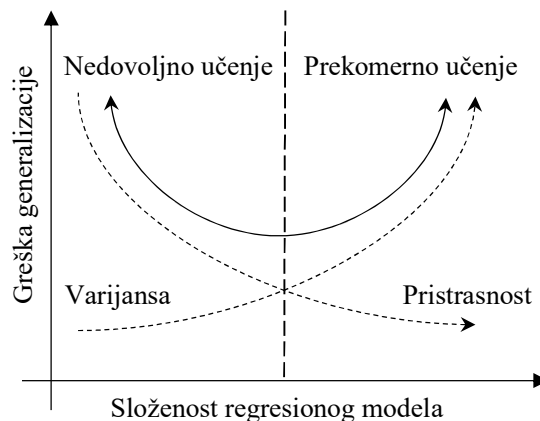 Nedovoljno učenje
Prekomerno učenje
Greška generalizacije
Varijansa
Pristrasnost
Složenost regresionog modela